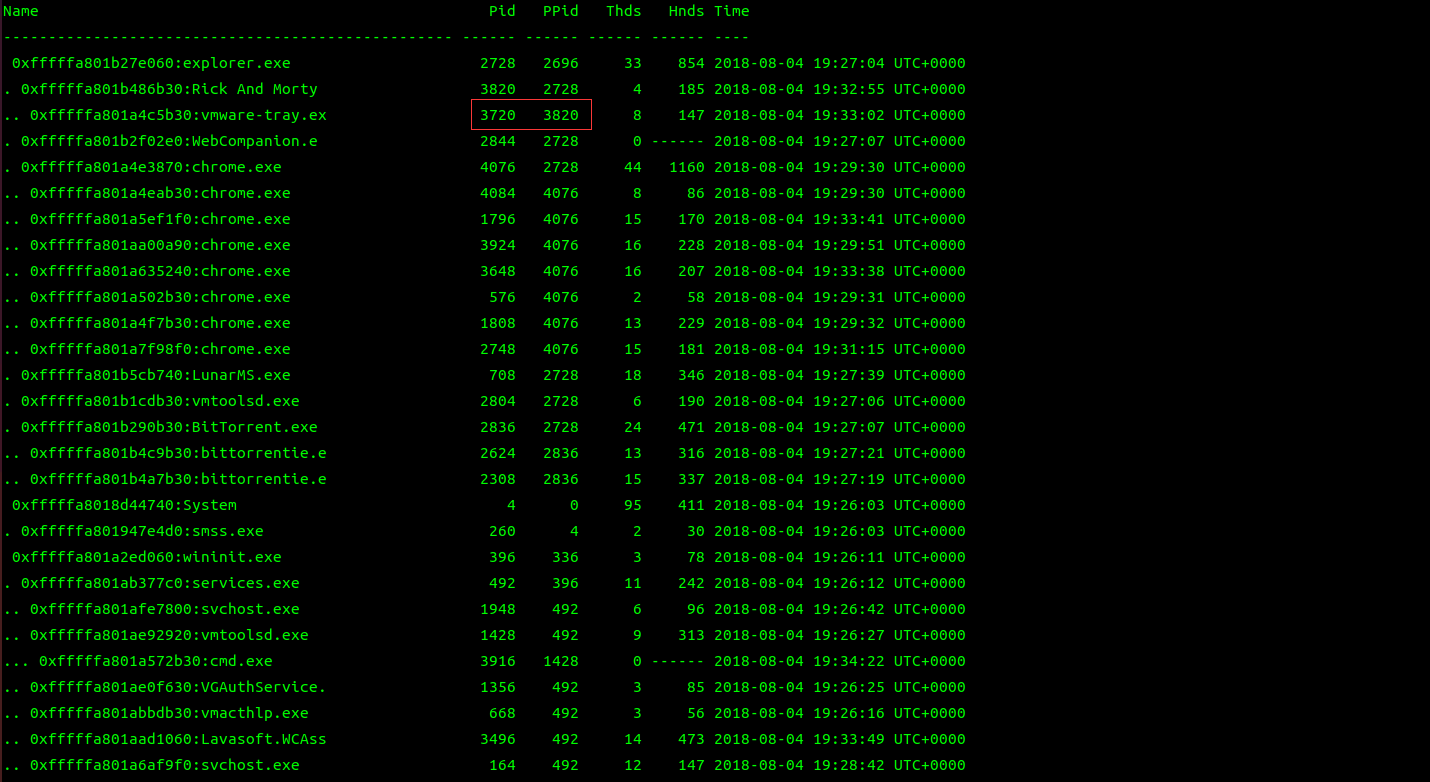 Name                                                  Pid   PPid   Thds   Hnds Time
-------------------------------------------------- ------ ------ ------ ------ ----
 0xfffffa801b27e060:explorer.exe                     2728   2696     33    854 2018-08-04 19:27:04 UTC+0000
. 0xfffffa801b486b30:Rick And Morty                  3820   2728      4    185 2018-08-04 19:32:55 UTC+0000
.. 0xfffffa801a4c5b30:vmware-tray.ex                 3720   3820      8    147 2018-08-04 19:33:02 UTC+0000
. 0xfffffa801b2f02e0:WebCompanion.e                  2844   2728      0 ------ 2018-08-04 19:27:07 UTC+0000
. 0xfffffa801a4e3870:chrome.exe                      4076   2728     44   1160 2018-08-04 19:29:30 UTC+0000
.. 0xfffffa801a4eab30:chrome.exe                     4084   4076      8     86 2018-08-04 19:29:30 UTC+0000
.. 0xfffffa801a5ef1f0:chrome.exe                     1796   4076     15    170 2018-08-04 19:33:41 UTC+0000
.. 0xfffffa801aa00a90:chrome.exe                     3924   4076     16    228 2018-08-04 19:29:51 UTC+0000
.. 0xfffffa801a635240:chrome.exe                     3648   4076     16    207 2018-08-04 19:33:38 UTC+0000
.. 0xfffffa801a502b30:chrome.exe                      576   4076      2     58 2018-08-04 19:29:31 UTC+0000
.. 0xfffffa801a4f7b30:chrome.exe                     1808   4076     13    229 2018-08-04 19:29:32 UTC+0000
.. 0xfffffa801a7f98f0:chrome.exe                     2748   4076     15    181 2018-08-04 19:31:15 UTC+0000
. 0xfffffa801b5cb740:LunarMS.exe                      708   2728     18    346 2018-08-04 19:27:39 UTC+0000
. 0xfffffa801b1cdb30:vmtoolsd.exe                    2804   2728      6    190 2018-08-04 19:27:06 UTC+0000
. 0xfffffa801b290b30:BitTorrent.exe                  2836   2728     24    471 2018-08-04 19:27:07 UTC+0000
.. 0xfffffa801b4c9b30:bittorrentie.e                 2624   2836     13    316 2018-08-04 19:27:21 UTC+0000
.. 0xfffffa801b4a7b30:bittorrentie.e                 2308   2836     15    337 2018-08-04 19:27:19 UTC+0000
 0xfffffa8018d44740:System                              4      0     95    411 2018-08-04 19:26:03 UTC+0000
. 0xfffffa801947e4d0:smss.exe                         260      4      2     30 2018-08-04 19:26:03 UTC+0000
 0xfffffa801a2ed060:wininit.exe                       396    336      3     78 2018-08-04 19:26:11 UTC+0000
. 0xfffffa801ab377c0:services.exe                     492    396     11    242 2018-08-04 19:26:12 UTC+0000
.. 0xfffffa801afe7800:svchost.exe                    1948    492      6     96 2018-08-04 19:26:42 UTC+0000
.. 0xfffffa801ae92920:vmtoolsd.exe                   1428    492      9    313 2018-08-04 19:26:27 UTC+0000
... 0xfffffa801a572b30:cmd.exe                       3916   1428      0 ------ 2018-08-04 19:34:22 UTC+0000
.. 0xfffffa801ae0f630:VGAuthService.                 1356    492      3     85 2018-08-04 19:26:25 UTC+0000
.. 0xfffffa801abbdb30:vmacthlp.exe                    668    492      3     56 2018-08-04 19:26:16 UTC+0000
.. 0xfffffa801aad1060:Lavasoft.WCAss                 3496    492     14    473 2018-08-04 19:33:49 UTC+0000
.. 0xfffffa801a6af9f0:svchost.exe                     164    492     12    147 2018-08-04 19:28:42 UTC+0000